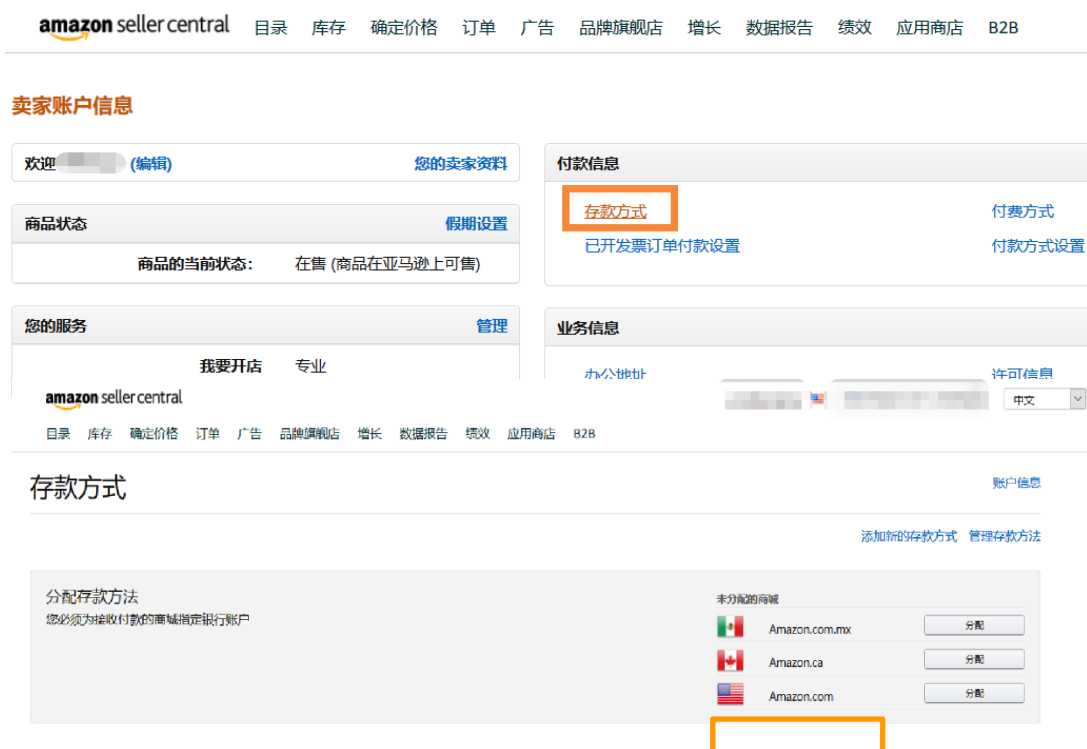 amazon seller central 目录 库存 确定价格 订单 广告 品牌旗舰店 增长 数据报告 绩效 应用商店 B2B
卖家账户信息
欢迎 (编辑) 您的卖家资料
付款信息
存款方式 付费方式
商品状态 假期设置
已开发票订单付款设置 付款方式设置
商品的当前状态： 在售 (商品在亚马逊上可售)
您的服务 管理
业务信息
我要开店 专业
办公地址 许可信息
amazon seller central 中文
目录 库存 确定价格 订单 广告 品牌旗舰店 增长 数据报告 绩效 应用商店 B2B
存款方式 账户信息
添加新的存款方式 管理存款方法
分配存款方法
您必须为接收付款的商城指定银行账户
未分配的商城
Amazon.com.mx 分配
Amazon.ca 分配
Amazon.com 分配